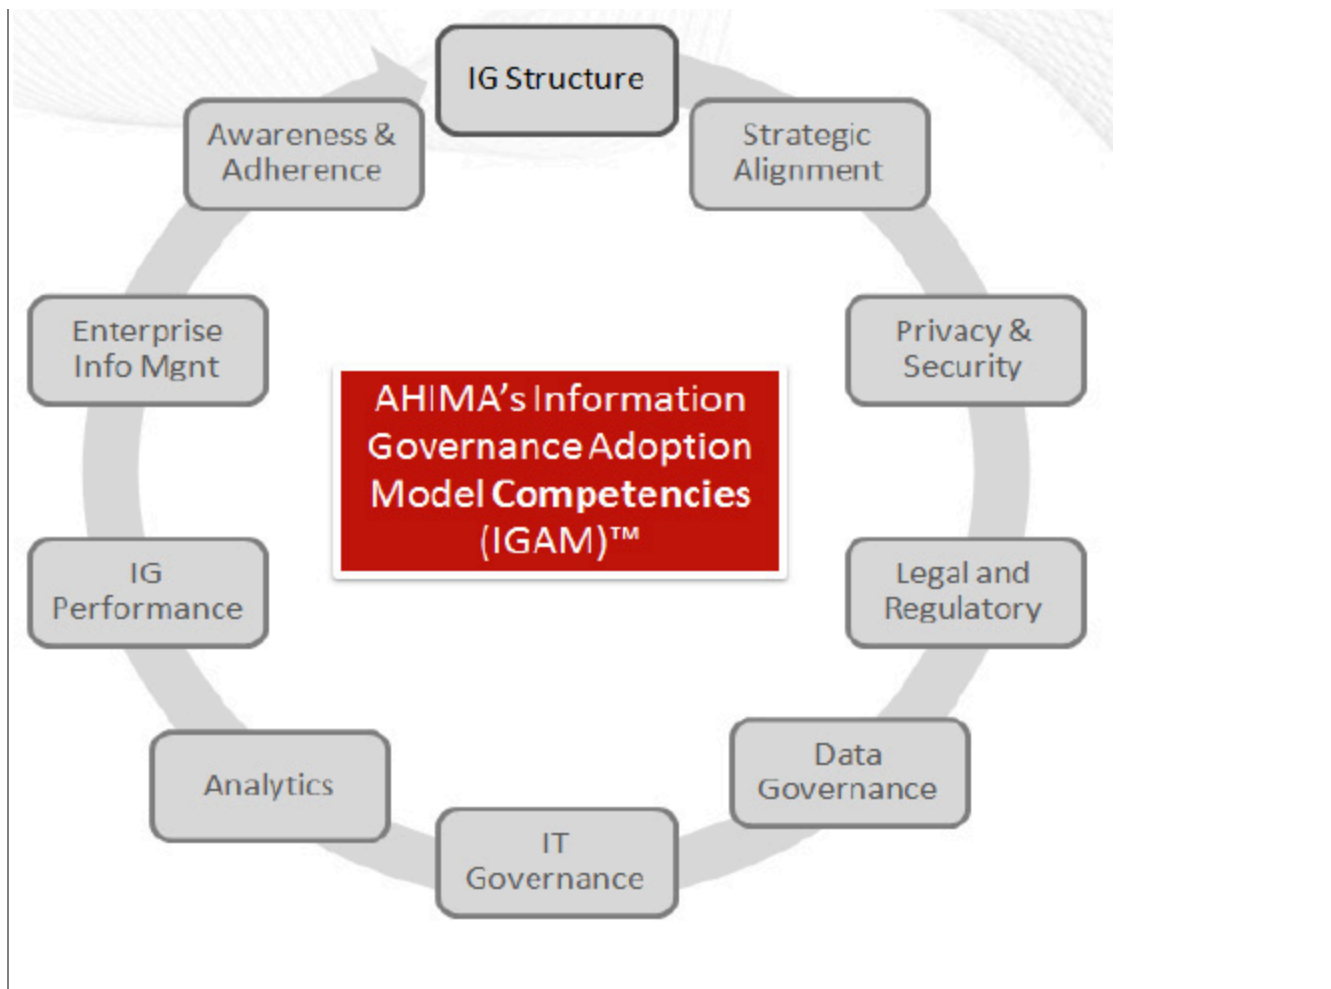 IG Structure
Strategic
Alignment
Privacy &
Security
Legal and
Regulatory
Data
Governance
IT
Governance
Analytics
IG
Performance
Enterprise
Info Mgnt
Awareness &
Adherence
AHIMA's Information
Governance Adoption
Model Competencies
(IGAM)™